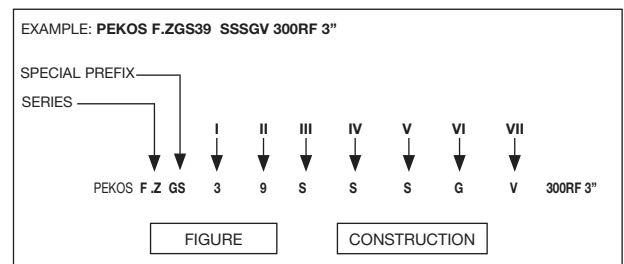 EXAMPLE: PEKOS F.ZGS39 SSSGV 300RF 3”
SPECIAL PREFIX
SERIES
I II III IV V VI VII
PEKOS F .Z GS 3 9 S S S G V 300RF 3”
FIGURE CONSTRUCTION